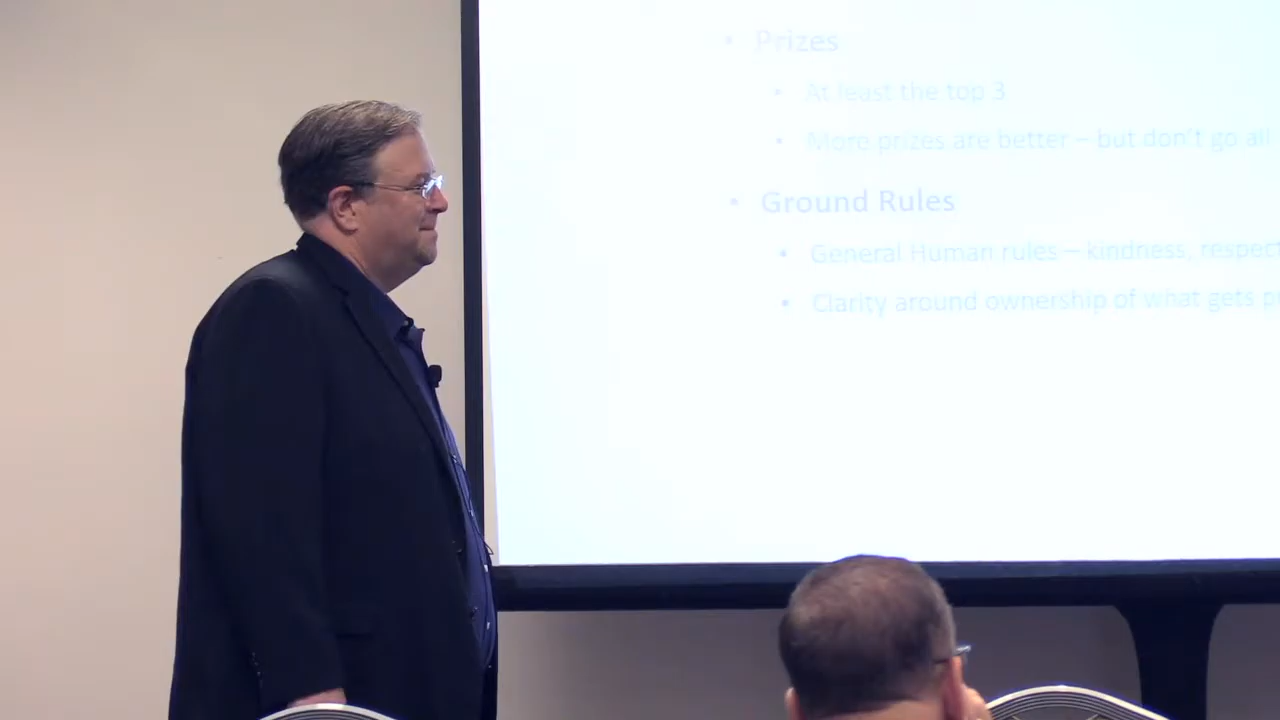 • Prizes
• At least the top 3
• More prizes are better – but don't go all
• Ground Rules
• General Human rules – kindness, respect
• Clarity around ownership of what gets